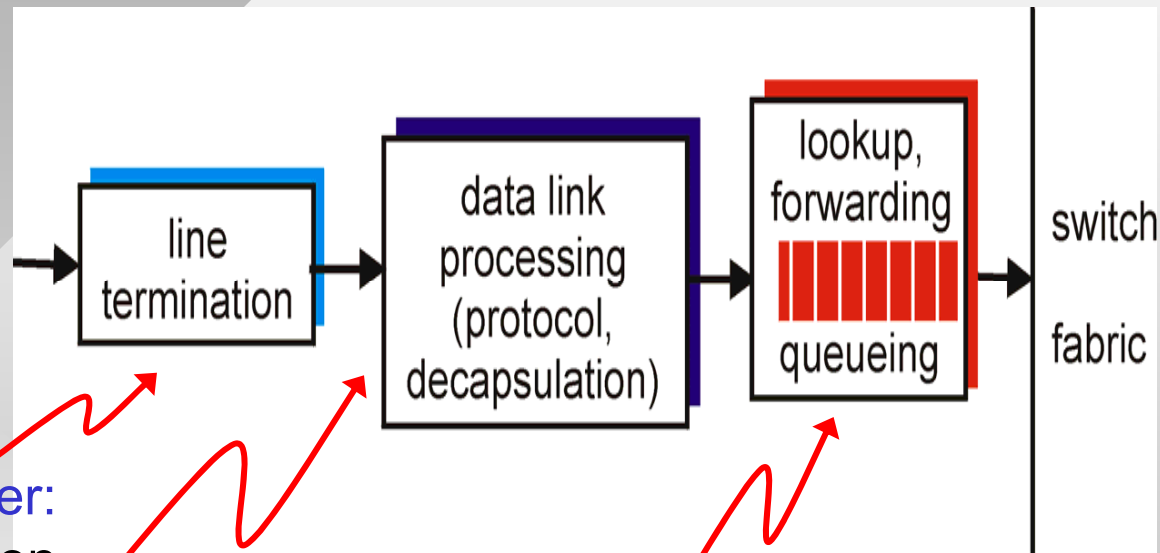 line
termination
data link
processing
(protocol,
decapsulation)
lookup,
forwarding
queueing
switch
fabric
er: